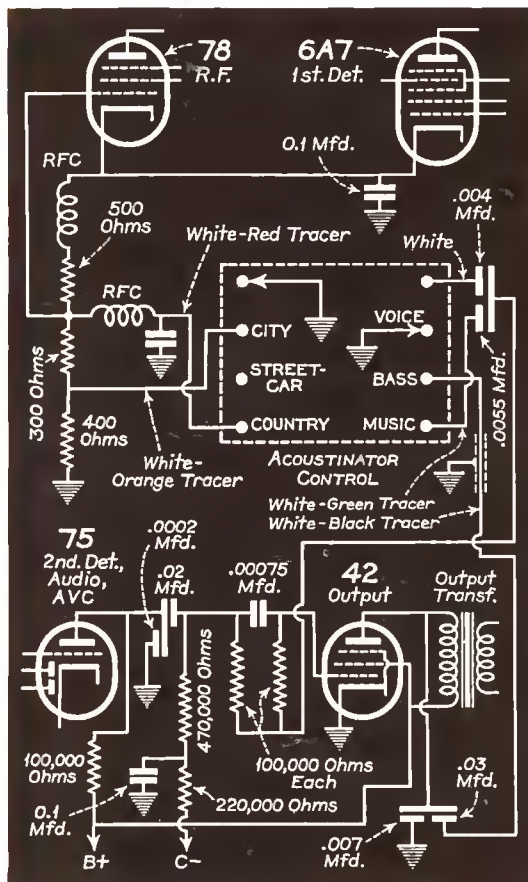 78
R.F.
6A7
1st. Det.
RFC
0.1 Mfd.
.004
Mfd.
500
Ohms
White-Red Tracer
White
RFC
CITY
VOICE
STREET-
CAR
BASS
COUNTRY
MUSIC
.0055 Mfd.
300 Ohms
400
Ohms
White-
Orange Tracer
ACOUSTINATOR
CONTROL
White-Green Tracer
White-Black Tracer
75
2nd. Det.,
Audio,
AVC
.0002
Mfd.
.02
Mfd.
.00075
Mfd.
42
Output
Output
Transf.
470,000 Ohms
100,000
Ohms
0.1
Mfd.
100,000 Ohms
Each
220,000 Ohms
.03
Mfd.
.007
Mfd.
B+
C-